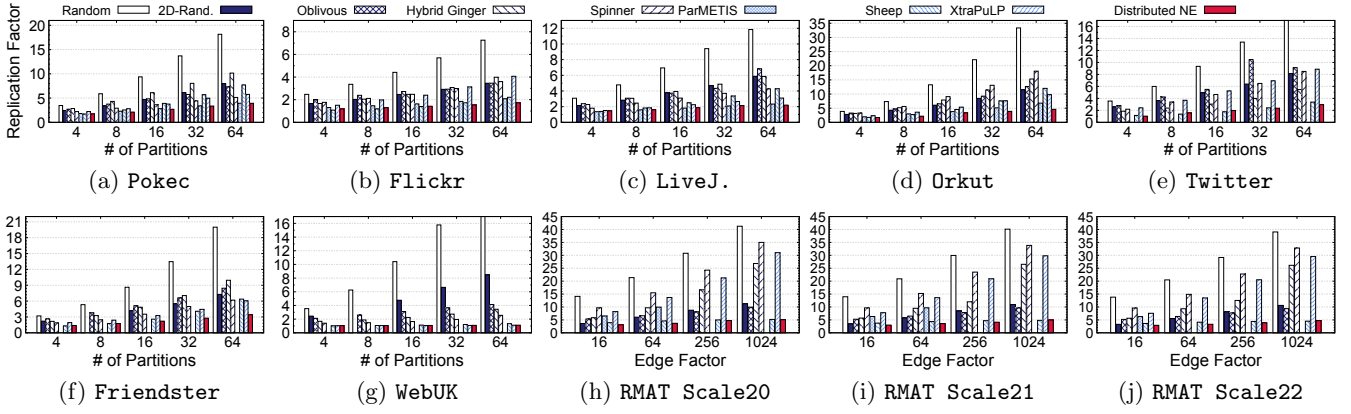 Random 2D-Rand. Oblivous Hybrid Ginger Spinner ParMETIS Sheep XtraPuLP Distributed NE
Replication Factor
20 15 10 5 0
4 8 16 32 64
# of Partitions
(a) Pokec
8 6 4 2 0
4 8 16 32 64
# of Partitions
(b) Flickr
12 10 8 6 4 2 0
4 8 16 32 64
# of Partitions
(c) LiveJ.
35 30 25 20 15 10 5 0
4 8 16 32 64
# of Partitions
(d) Orkut
16 14 12 10 8 6 4 2 0
4 8 16 32 64
# of Partitions
(e) Twitter
21 18 15 12 9 6 3 0
4 8 16 32 64
# of Partitions
(f) Friendster
16 14 12 10 8 6 4 2 0
4 8 16 32 64
# of Partitions
(g) WebUK
45 40 35 30 25 20 15 10 5 0
16 64 256 1024
Edge Factor
(h) RMAT Scale20
45 40 35 30 25 20 15 10 5 0
16 64 256 1024
Edge Factor
(i) RMAT Scale21
45 40 35 30 25 20 15 10 5 0
16 64 256 1024
Edge Factor
(j) RMAT Scale22